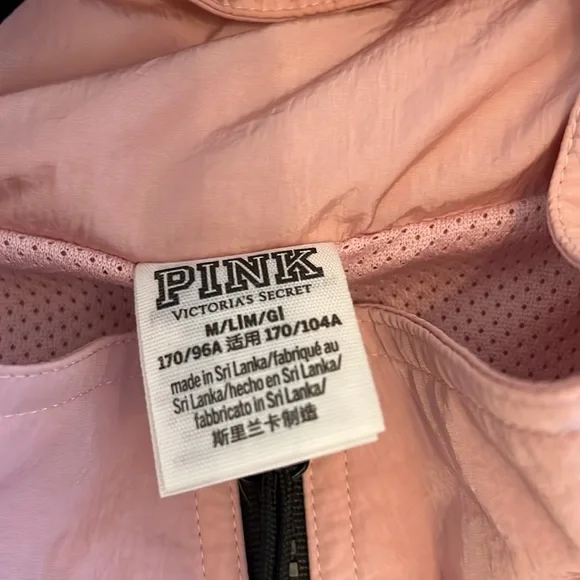 PINK
VICTORIA'S SECRET
M/L|M/G|
170/96A 适用 170/104A
made in Sri Lanka/fabriqué au
Sri Lanka/hecho en Sri Lanka/
fabbricato in Sri Lanka/
斯里兰卡制造